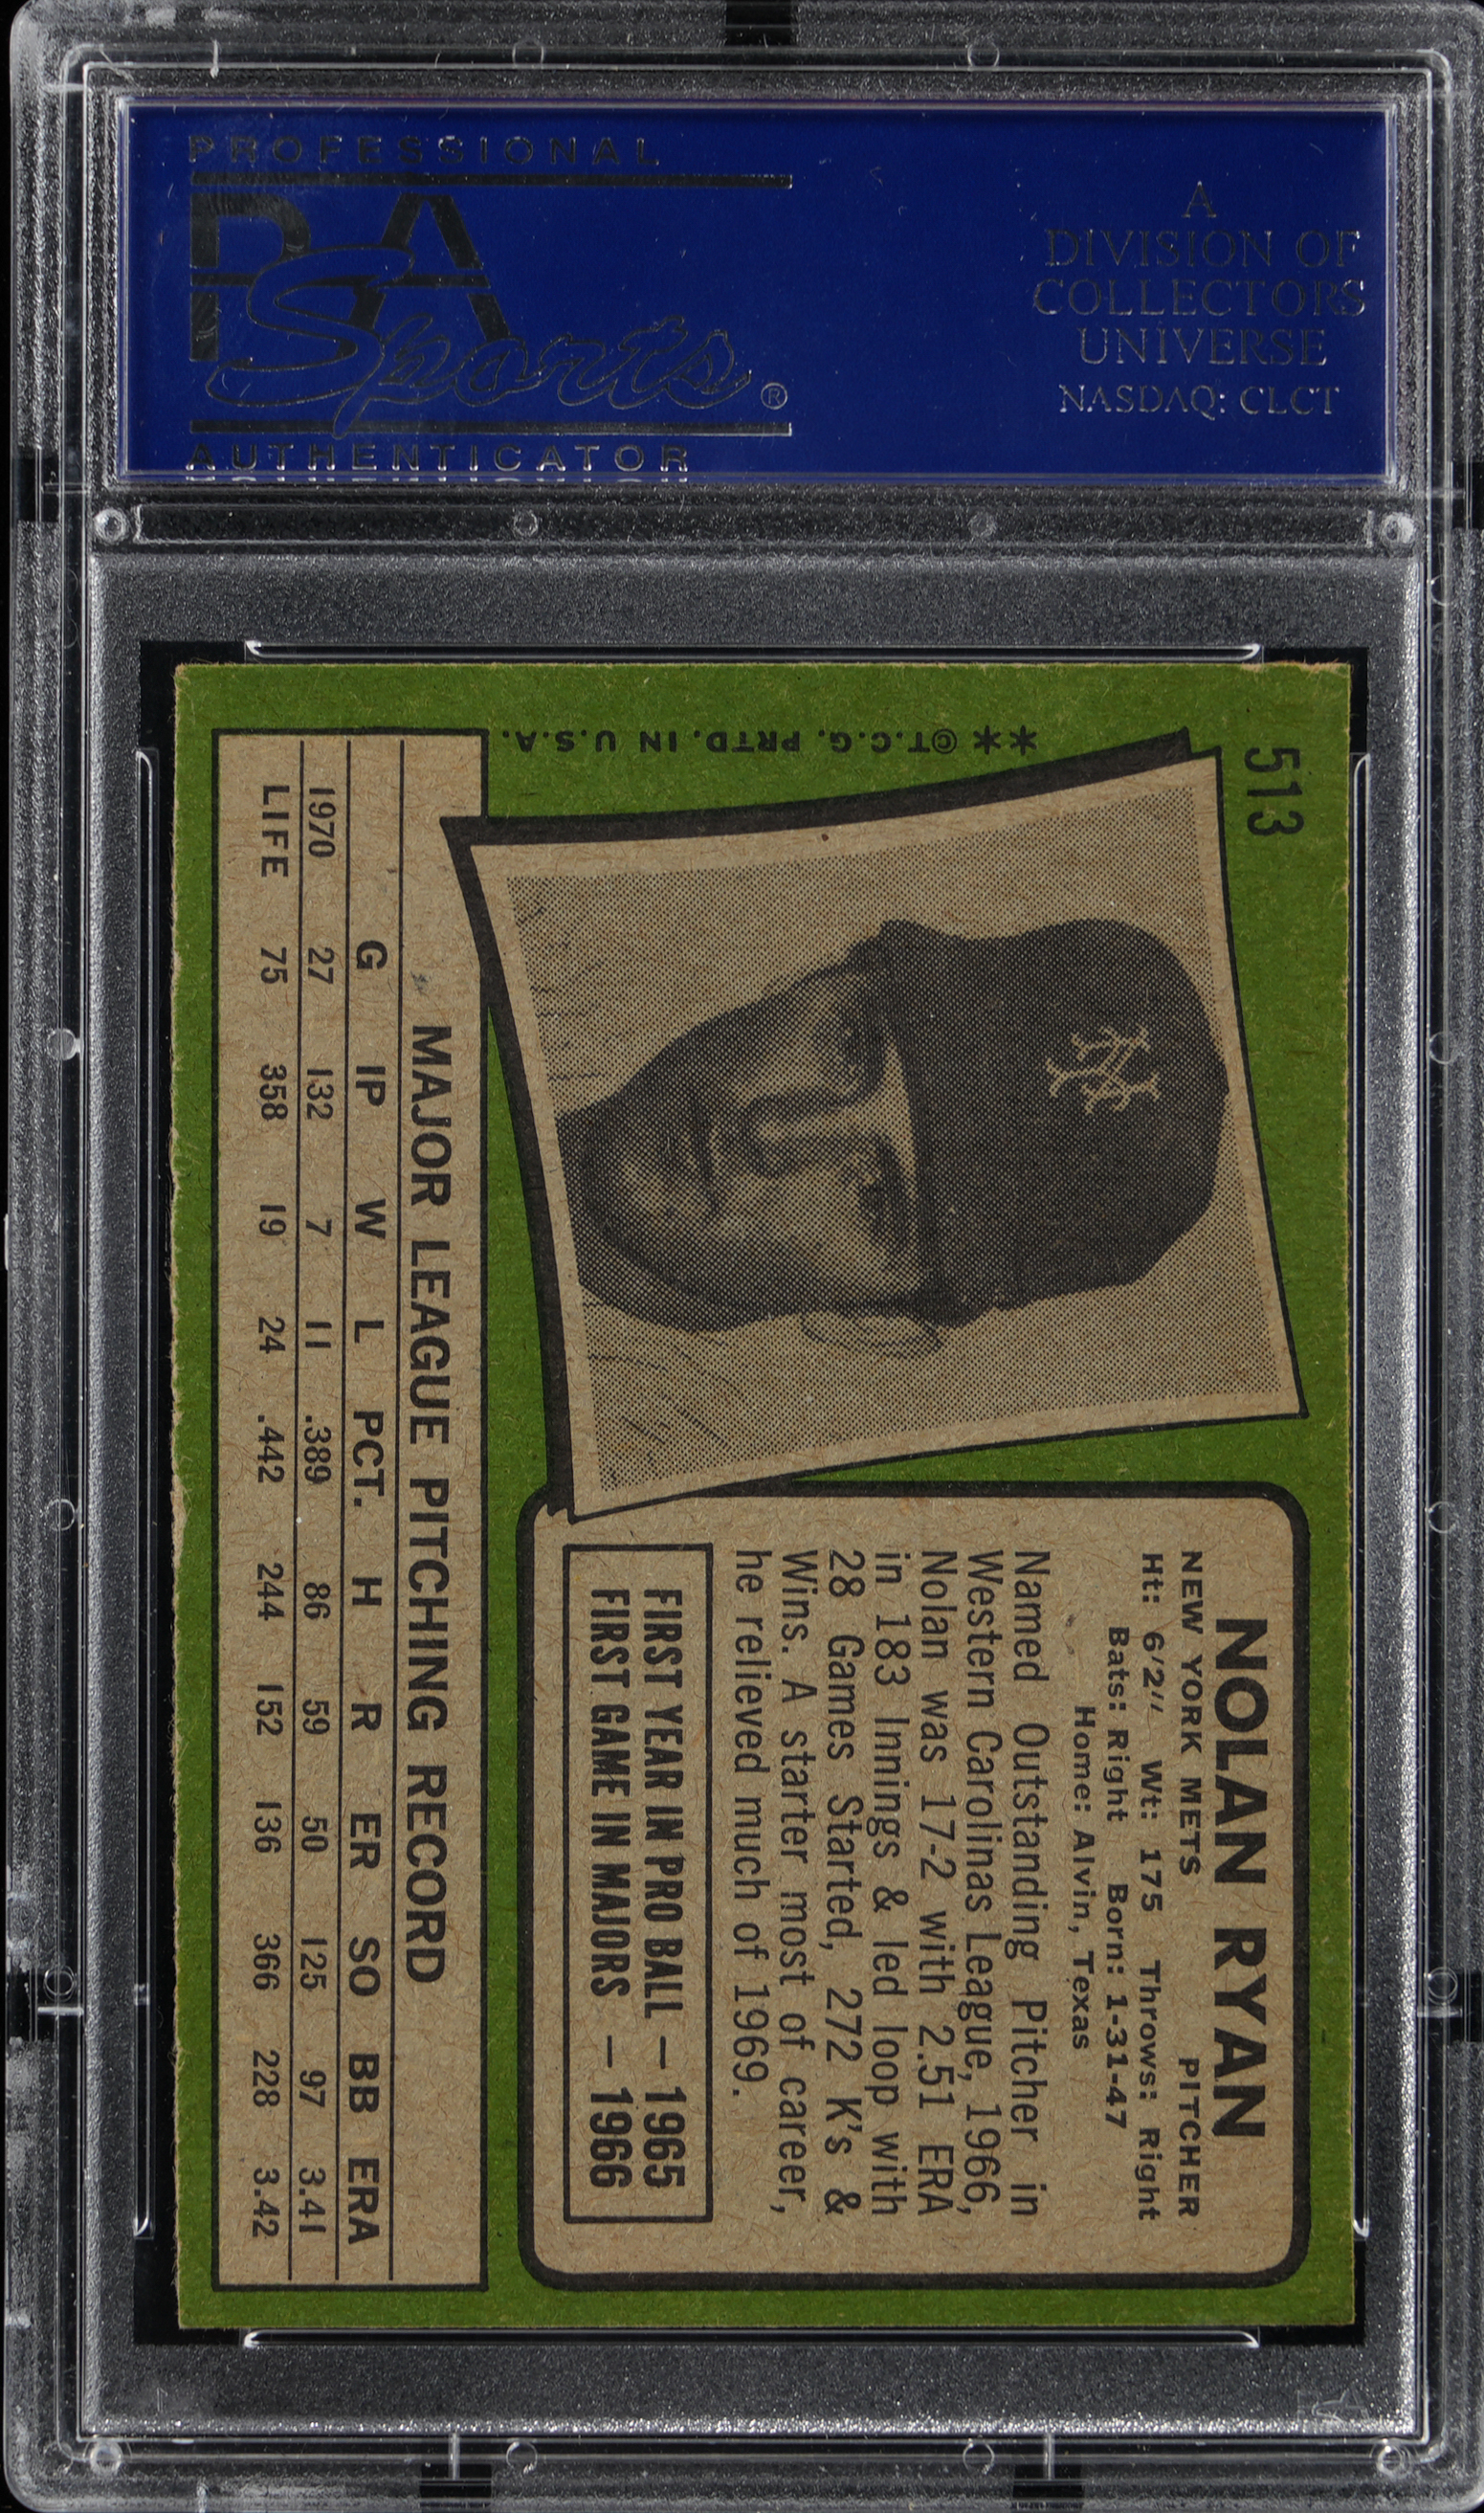 PROFESSIONAL
PSA
Sports®
AUTHENTICATOR
A
DIVISION OF
COLLECTORS
UNIVERSE
NASDAQ: CLCT
513
** ©T.C.G. PRTD. IN U.S.A.
NY
NOLAN RYAN
NEW YORK METS PITCHER
Ht: 6'2" Wt: 175 Throws: Right
Bats: Right Born: 1-31-47
Home: Alvin, Texas
Named Outstanding Pitcher in
Western Carolinas League, 1966,
Nolan was 17-2 with 2.51 ERA
in 183 Innings & led loop with
28 Games Started, 272 K's &
Wins. A starter most of career,
he relieved much of 1969.
FIRST YEAR IN PRO BALL — 1965
FIRST GAME IN MAJORS — 1966
MAJOR LEAGUE PITCHING RECORD
G IP W L PCT. H R ER SO BB ERA
1970 27 132 7 11 .389 86 59 50 125 97 3.41
LIFE 75 358 19 24 .442 244 152 136 366 228 3.42
PSA